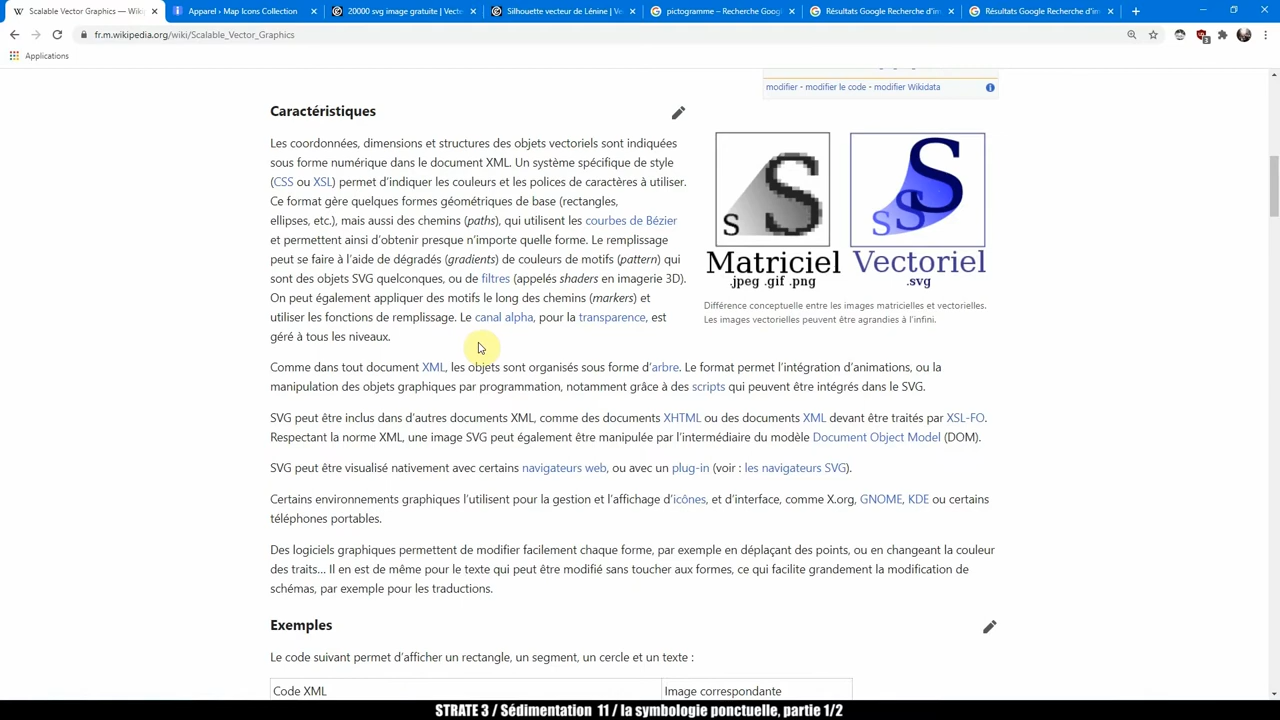 Scalable Vector Graphics — Wiki
Apparel › Map Icons Collection
20000 svg image gratuite | Vecte
Silhouette vecteur de Lénine | Ve
pictogramme – Recherche Goog
Résultats Google Recherche d'im
Résultats Google Recherche d'im
fr.m.wikipedia.org/wiki/Scalable_Vector_Graphics
Applications
modifier - modifier le code - modifier Wikidata
Caractéristiques
Les coordonnées, dimensions et structures des objets vectoriels sont indiquées
sous forme numérique dans le document XML. Un système spécifique de style
(CSS ou XSL) permet d'indiquer les couleurs et les polices de caractères à utiliser.
Ce format gère quelques formes géométriques de base (rectangles,
ellipses, etc.), mais aussi des chemins (paths), qui utilisent les courbes de Bézier
et permettent ainsi d'obtenir presque n'importe quelle forme. Le remplissage
peut se faire à l'aide de dégradés (gradients) de couleurs de motifs (pattern) qui
sont des objets SVG quelconques, ou de filtres (appelés shaders en imagerie 3D).
On peut également appliquer des motifs le long des chemins (markers) et
utiliser les fonctions de remplissage. Le canal alpha, pour la transparence, est
géré à tous les niveaux.
S S
Matriciel
.jpeg .gif .png
S S S
Vectoriel
.svg
Différence conceptuelle entre les images matricielles et vectorielles.
Les images vectorielles peuvent être agrandies à l'infini.
Comme dans tout document XML, les objets sont organisés sous forme d'arbre. Le format permet l'intégration d'animations, ou la
manipulation des objets graphiques par programmation, notamment grâce à des scripts qui peuvent être intégrés dans le SVG.
SVG peut être inclus dans d'autres documents XML, comme des documents XHTML ou des documents XML devant être traités par XSL-FO.
Respectant la norme XML, une image SVG peut également être manipulée par l'intermédiaire du modèle Document Object Model (DOM).
SVG peut être visualisé nativement avec certains navigateurs web, ou avec un plug-in (voir : les navigateurs SVG).
Certains environnements graphiques l'utilisent pour la gestion et l'affichage d'icônes, et d'interface, comme X.org, GNOME, KDE ou certains
téléphones portables.
Des logiciels graphiques permettent de modifier facilement chaque forme, par exemple en déplaçant des points, ou en changeant la couleur
des traits… Il en est de même pour le texte qui peut être modifié sans toucher aux formes, ce qui facilite grandement la modification de
schémas, par exemple pour les traductions.
Exemples
Le code suivant permet d'afficher un rectangle, un segment, un cercle et un texte :
Code XML
Image correspondante
STRATE 3 / Sédimentation 11 / la symbologie ponctuelle, partie 1/2